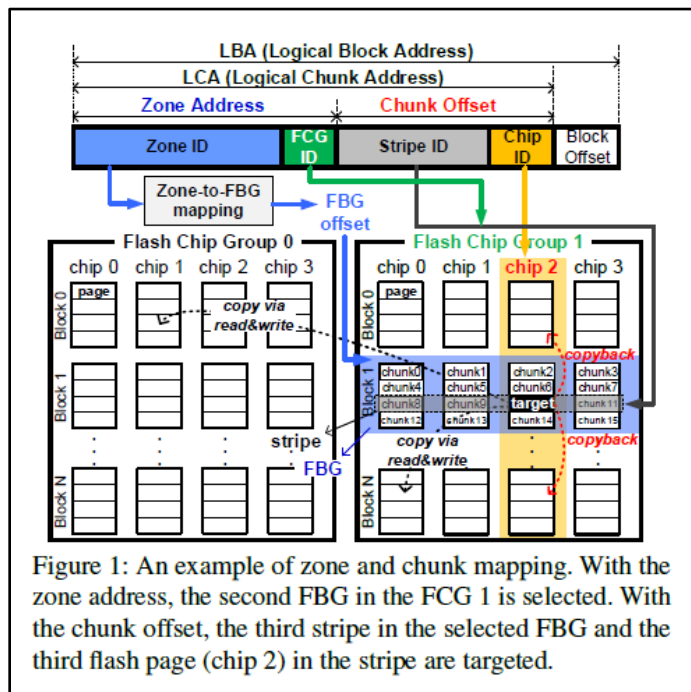 LBA (Logical Block Address)
LCA (Logical Chunk Address)
Zone Address Chunk Offset
Zone ID FCG ID Stripe ID Chip ID Block Offset
Zone-to-FBG mapping
FBG offset
Flash Chip Group 0 Flash Chip Group 1
chip 0 chip 1 chip 2 chip 3 chip 0 chip 1 chip 2 chip 3
Block 0 page Block 0 page
copy via read&write
copyback
Block 1 Block 1 chunk0 chunk1 chunk2 chunk3
chunk4 chunk5 chunk6 chunk7
chunk8 chunk9 target chunk11
chunk12 chunk13 chunk14 chunk15
stripe
FBG
copy via read&write
copyback
Block N Block N
Figure 1: An example of zone and chunk mapping. With the
zone address, the second FBG in the FCG 1 is selected. With
the chunk offset, the third stripe in the selected FBG and the
third flash page (chip 2) in the stripe are targeted.